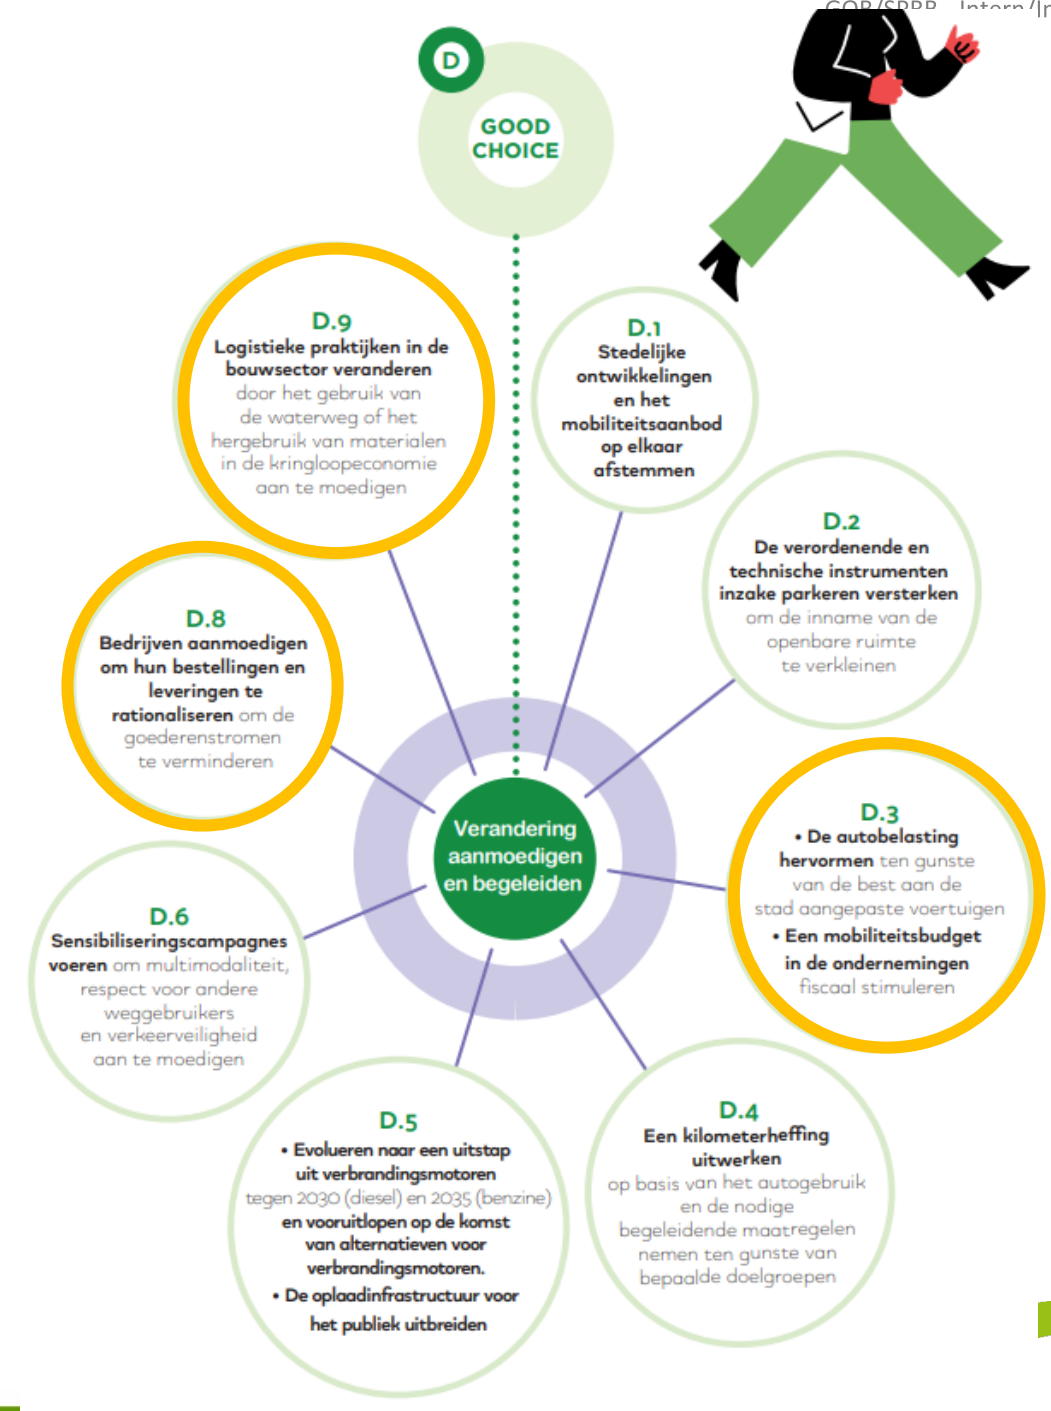 GOB/SPRB - Intern/In
D
GOOD
CHOICE
D.9
Logistieke praktijken in de
bouwsector veranderen
door het gebruik van
de waterweg of het
hergebruik van materialen
in de kringloopeconomie
aan te moedigen
D.1
Stedelijke
ontwikkelingen
en het
mobiliteitsaanbod
op elkaar
afstemmen
D.2
De verordenende en
technische instrumenten
inzake parkeren versterken
om de inname van de
openbare ruimte
te verkleinen
D.8
Bedrijven aanmoedigen
om hun bestellingen en
leveringen te
rationaliseren om de
goederenstromen
te verminderen
D.3
• De autobelasting
hervormen ten gunste
van de best aan de
stad aangepaste voertuigen
• Een mobiliteitsbudget
in de ondernemingen
fiscaal stimuleren
Verandering
aanmoedigen
en begeleiden
D.6
Sensibiliseringscampagnes
voeren om multimodaliteit,
respect voor andere
weggebruikers
en verkeerveiligheid
aan te moedigen
D.5
• Evolueren naar een uitstap
uit verbrandingsmotoren
tegen 2030 (diesel) en 2035 (benzine)
en vooruitlopen op de komst
van alternatieven voor
verbrandingsmotoren.
• De oplaadinfrastructuur voor
het publiek uitbreiden
D.4
Een kilometerheffing
uitwerken
op basis van het autogebruik
en de nodige
begeleidende maatregelen
nemen ten gunste van
bepaalde doelgroepen